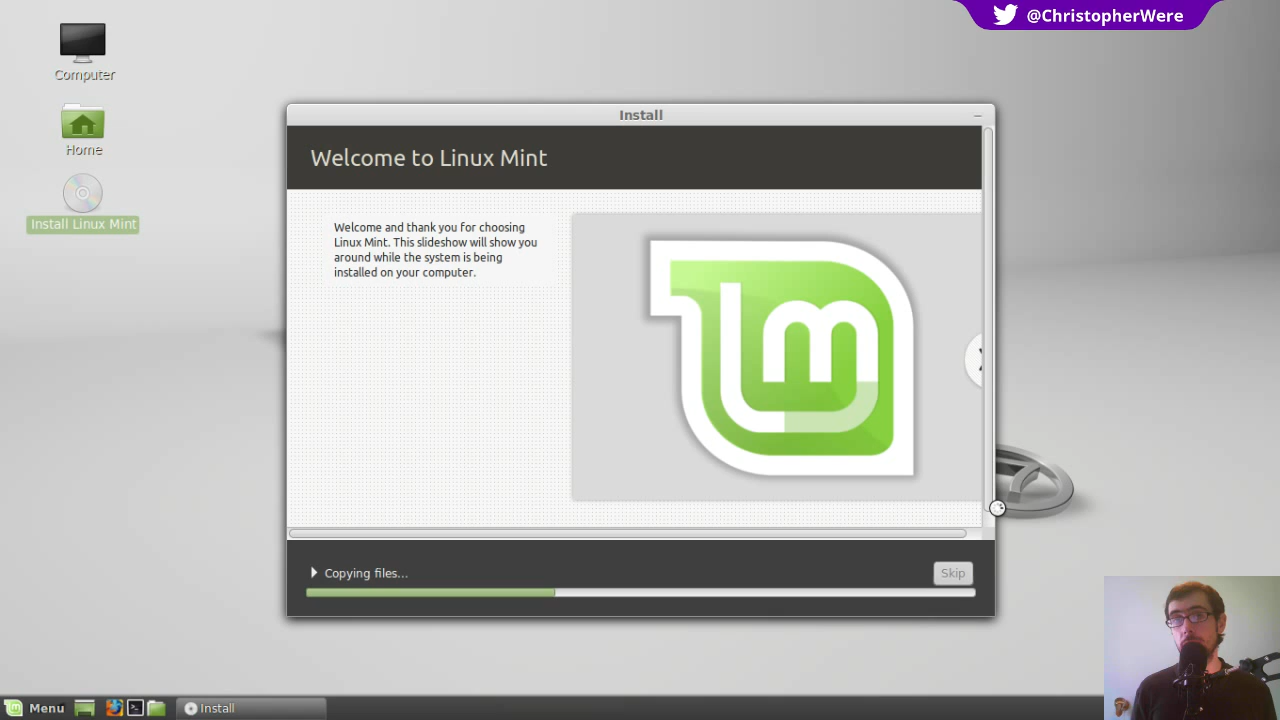 @ChristopherWere
Computer
Home
Install Linux Mint
Install
Welcome to Linux Mint
Welcome and thank you for choosing
Linux Mint. This slideshow will show you
around while the system is being
installed on your computer.
Copying files...
Skip
Menu
Install